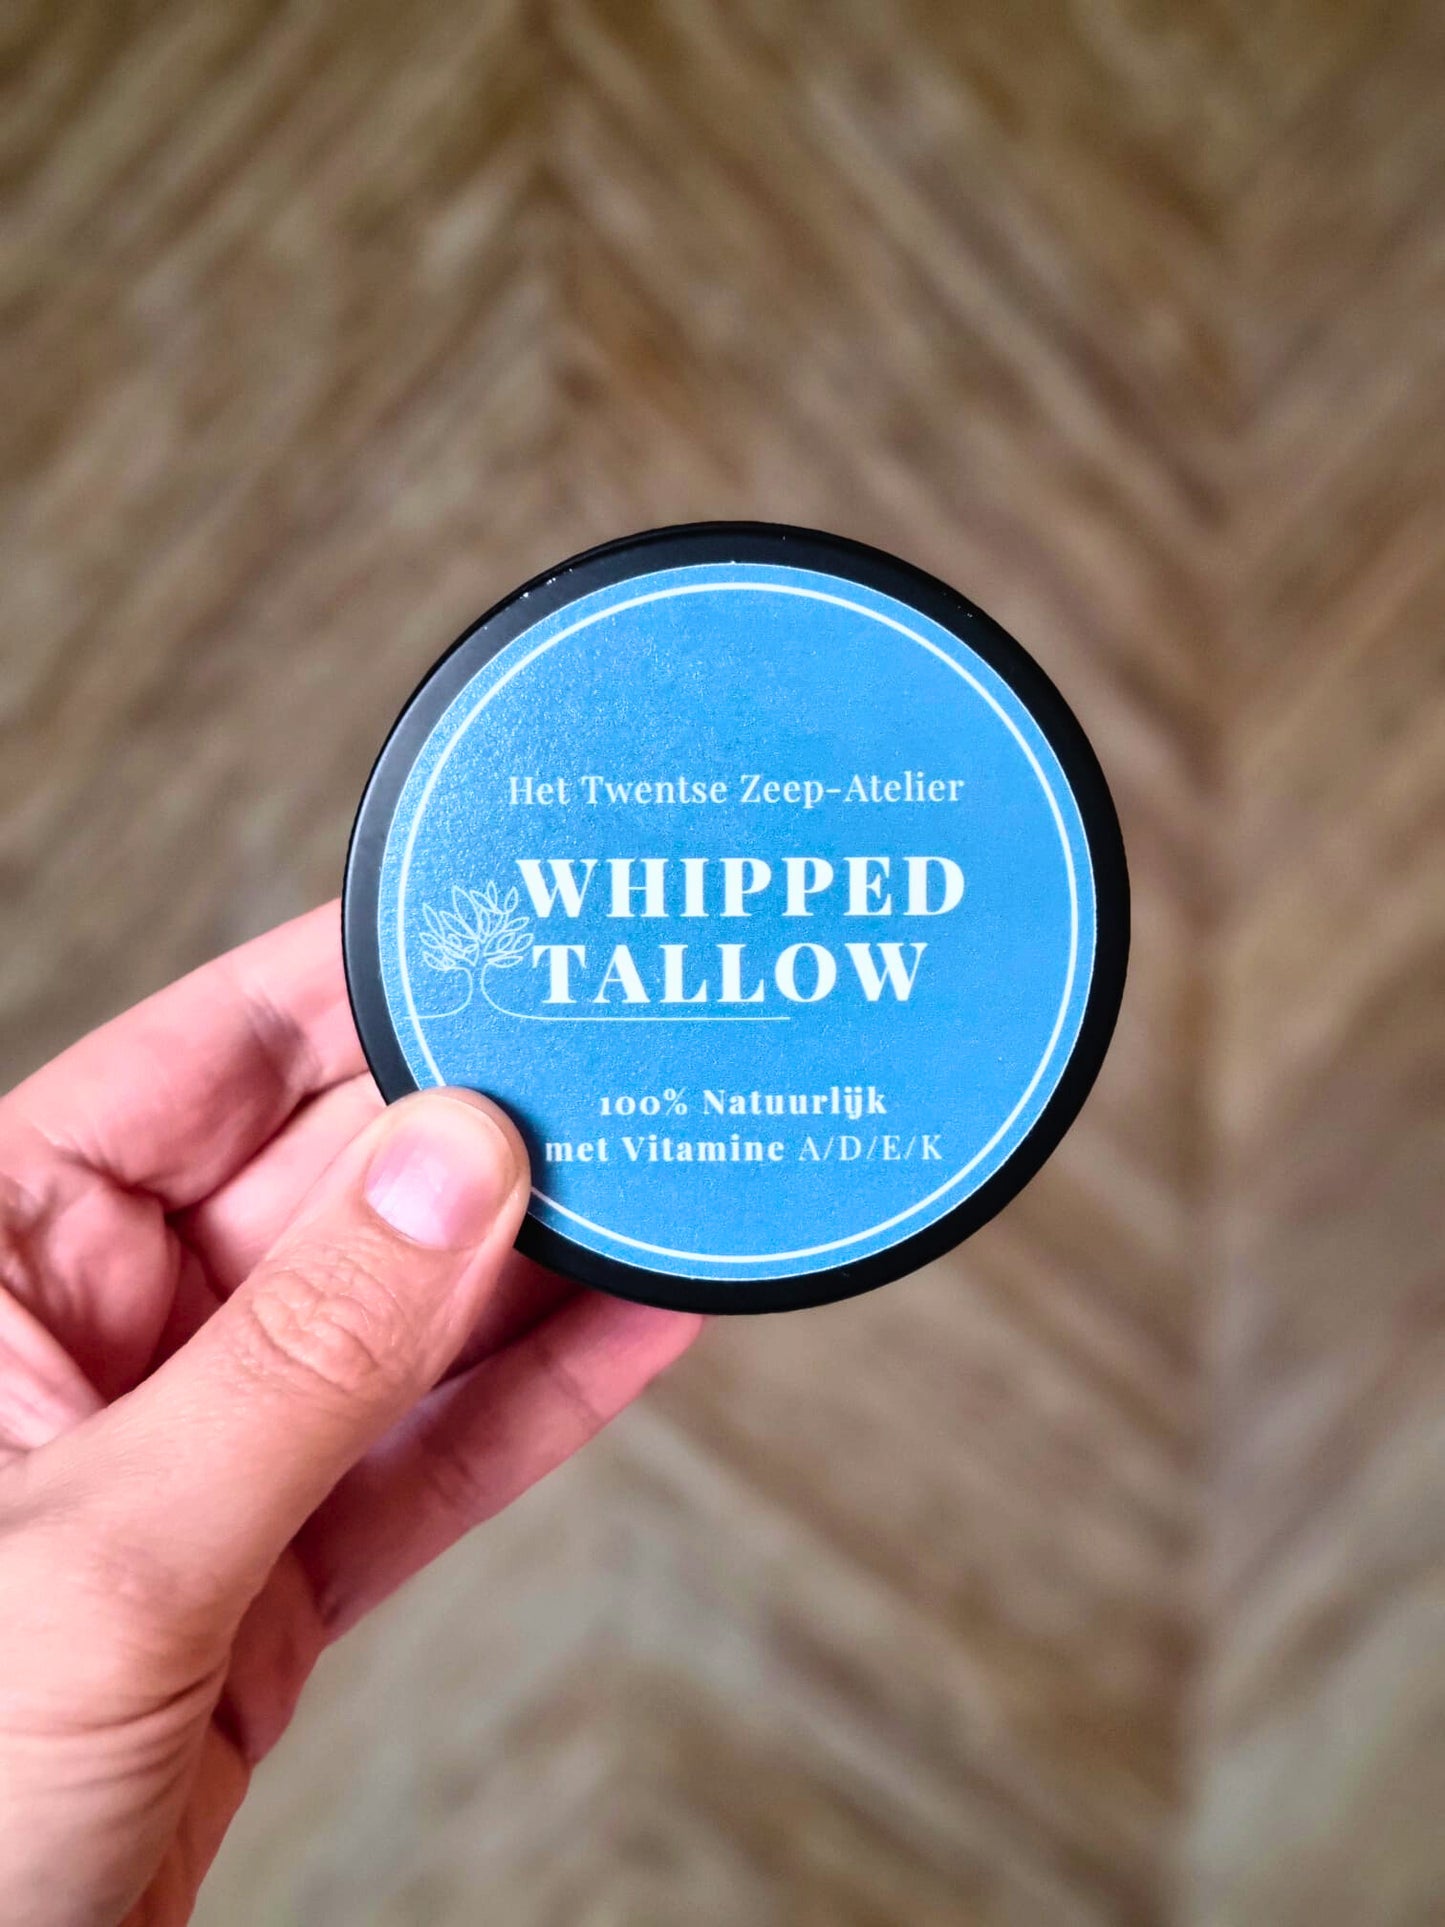 Het Twentse Zeep-Atelier
WHIPPED
TALLOW
100% Natuurlijk
met Vitamine A/D/E/K